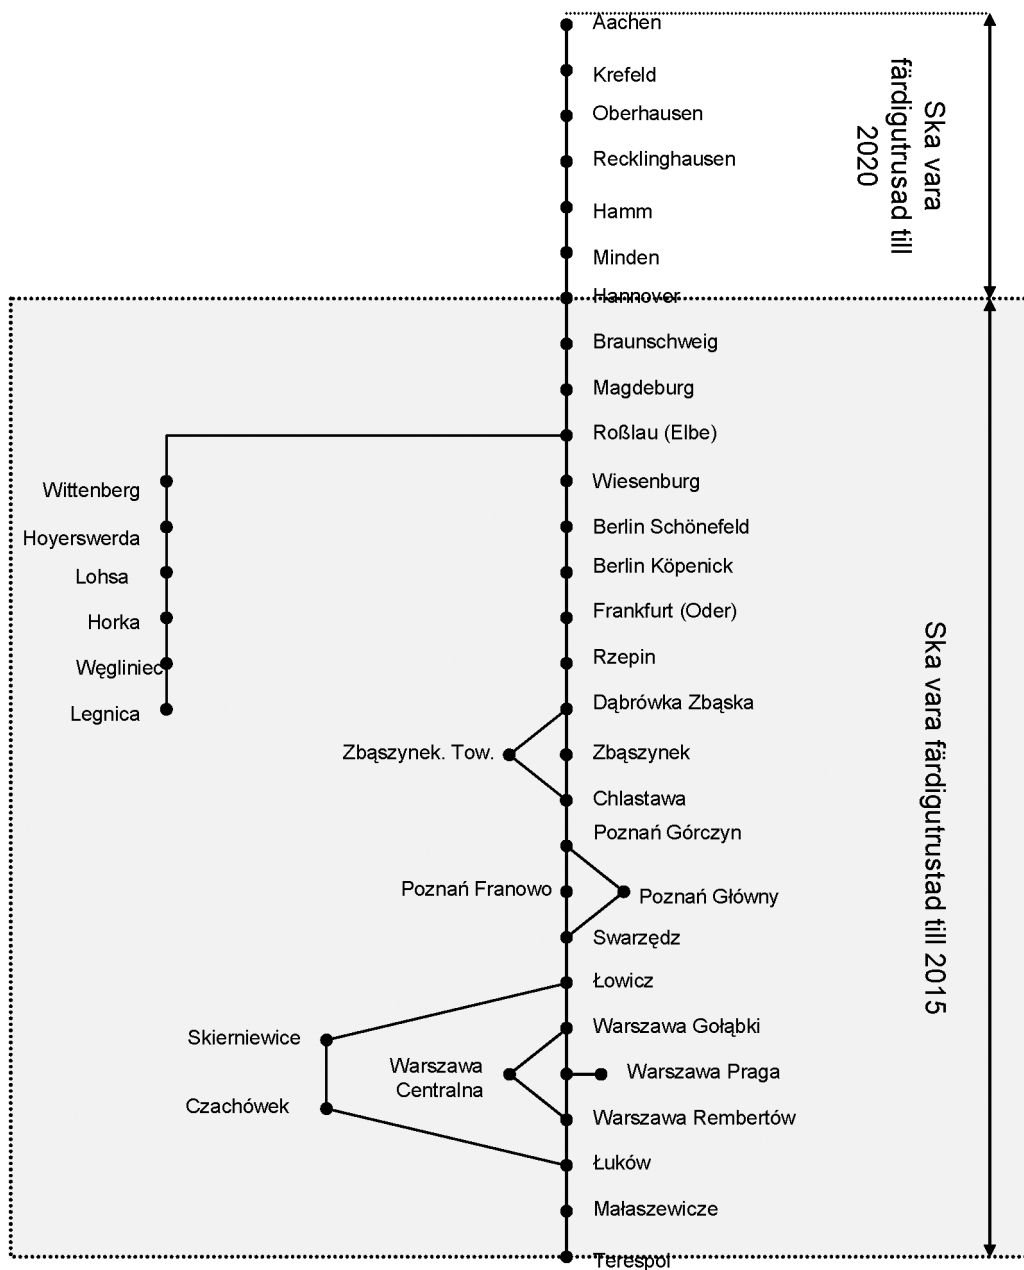 Aachen
Krefeld
Oberhausen
Recklinghausen
Hamm
Minden
Hannover
Ska vara
färdigutrusad till
2020
Braunschweig
Magdeburg
Roßlau (Elbe)
Wiesenburg
Berlin Schönefeld
Berlin Köpenick
Frankfurt (Oder)
Rzepin
Dąbrówka Zbąska
Zbąszynek
Chlastawa
Poznań Górczyn
Poznań Główny
Swarzędz
Łowicz
Warszawa Gołąbki
Warszawa Praga
Warszawa Rembertów
Łuków
Małaszewicze
Terespol
Wittenberg
Hoyerswerda
Lohsa
Horka
Węgliniec
Legnica
Zbąszynek. Tow.
Poznań Franowo
Skierniewice
Czachówek
Warszawa
Centralna
Ska vara färdigutrustad till 2015